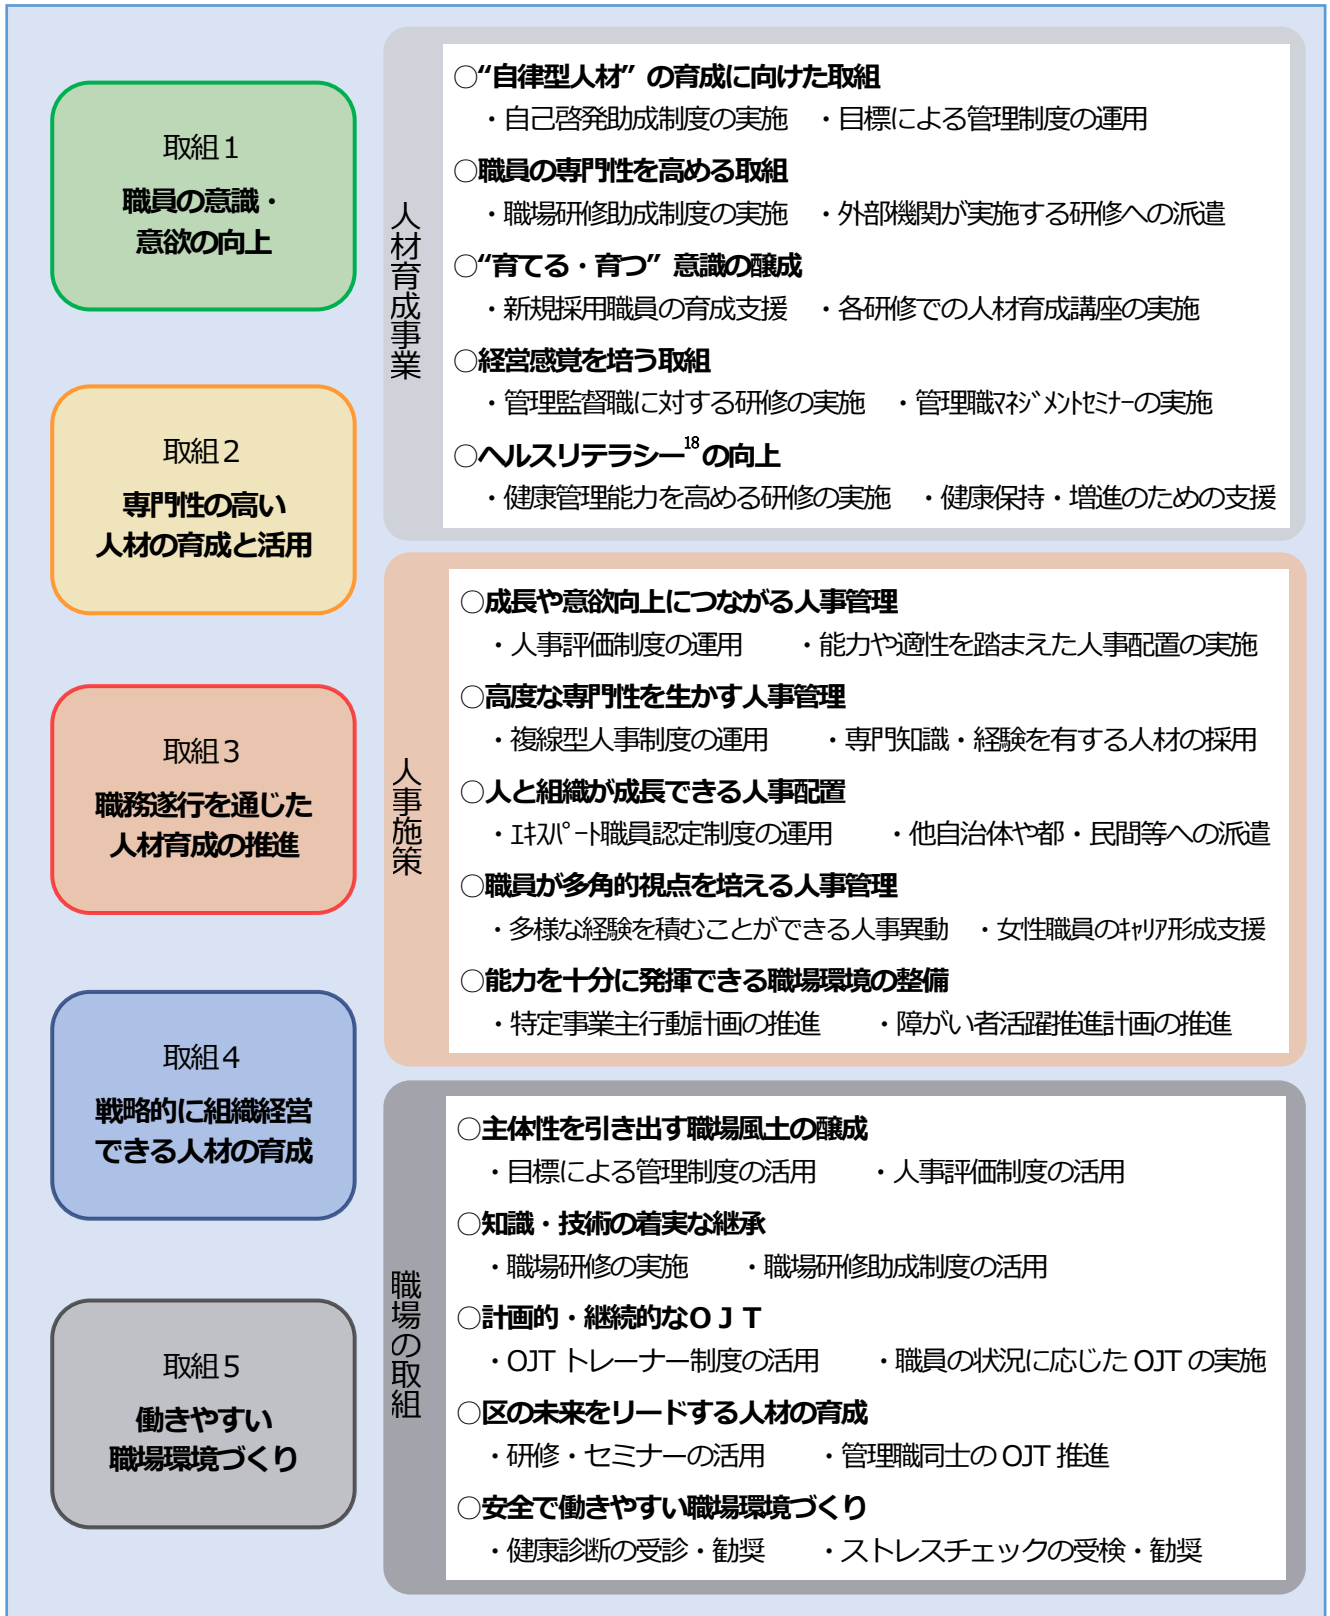 取組1
職員の意識・
意欲の向上
取組2
専門性の高い
人材の育成と活用
取組3
職務遂行を通じた
人材育成の推進
取組4
戦略的に組織経営
できる人材の育成
取組5
働きやすい
職場環境づくり
人材育成事業
○“自律型人材”の育成に向けた取組
・自己啓発助成制度の実施　・目標による管理制度の運用
○職員の専門性を高める取組
・職場研修助成制度の実施　・外部機関が実施する研修への派遣
○“育てる・育つ”意識の醸成
・新規採用職員の育成支援　・各研修での人材育成講座の実施
○経営感覚を培う取組
・管理監督職に対する研修の実施　・管理職ﾏﾈｼﾞﾒﾝﾄｾﾐﾅｰの実施
○ヘルスリテラシー18の向上
・健康管理能力を高める研修の実施　・健康保持・増進のための支援
人事施策
○成長や意欲向上につながる人事管理
・人事評価制度の運用　　・能力や適性を踏まえた人事配置の実施
○高度な専門性を生かす人事管理
・複線型人事制度の運用　　・専門知識・経験を有する人材の採用
○人と組織が成長できる人事配置
・ｴｷｽﾊﾟｰﾄ職員認定制度の運用　　・他自治体や都・民間等への派遣
○職員が多角的視点を培える人事管理
・多様な経験を積むことができる人事異動　・女性職員のｷｬﾘｱ形成支援
○能力を十分に発揮できる職場環境の整備
・特定事業主行動計画の推進　　・障がい者活躍推進計画の推進
職場の取組
○主体性を引き出す職場風土の醸成
・目標による管理制度の活用　　・人事評価制度の活用
○知識・技術の着実な継承
・職場研修の実施　　・職場研修助成制度の活用
○計画的・継続的なＯＪＴ
・OJT トレーナー制度の活用　　・職員の状況に応じた OJT の実施
○区の未来をリードする人材の育成
・研修・セミナーの活用　　・管理職同士の OJT 推進
○安全で働きやすい職場環境づくり
・健康診断の受診・勧奨　　・ストレスチェックの受検・勧奨